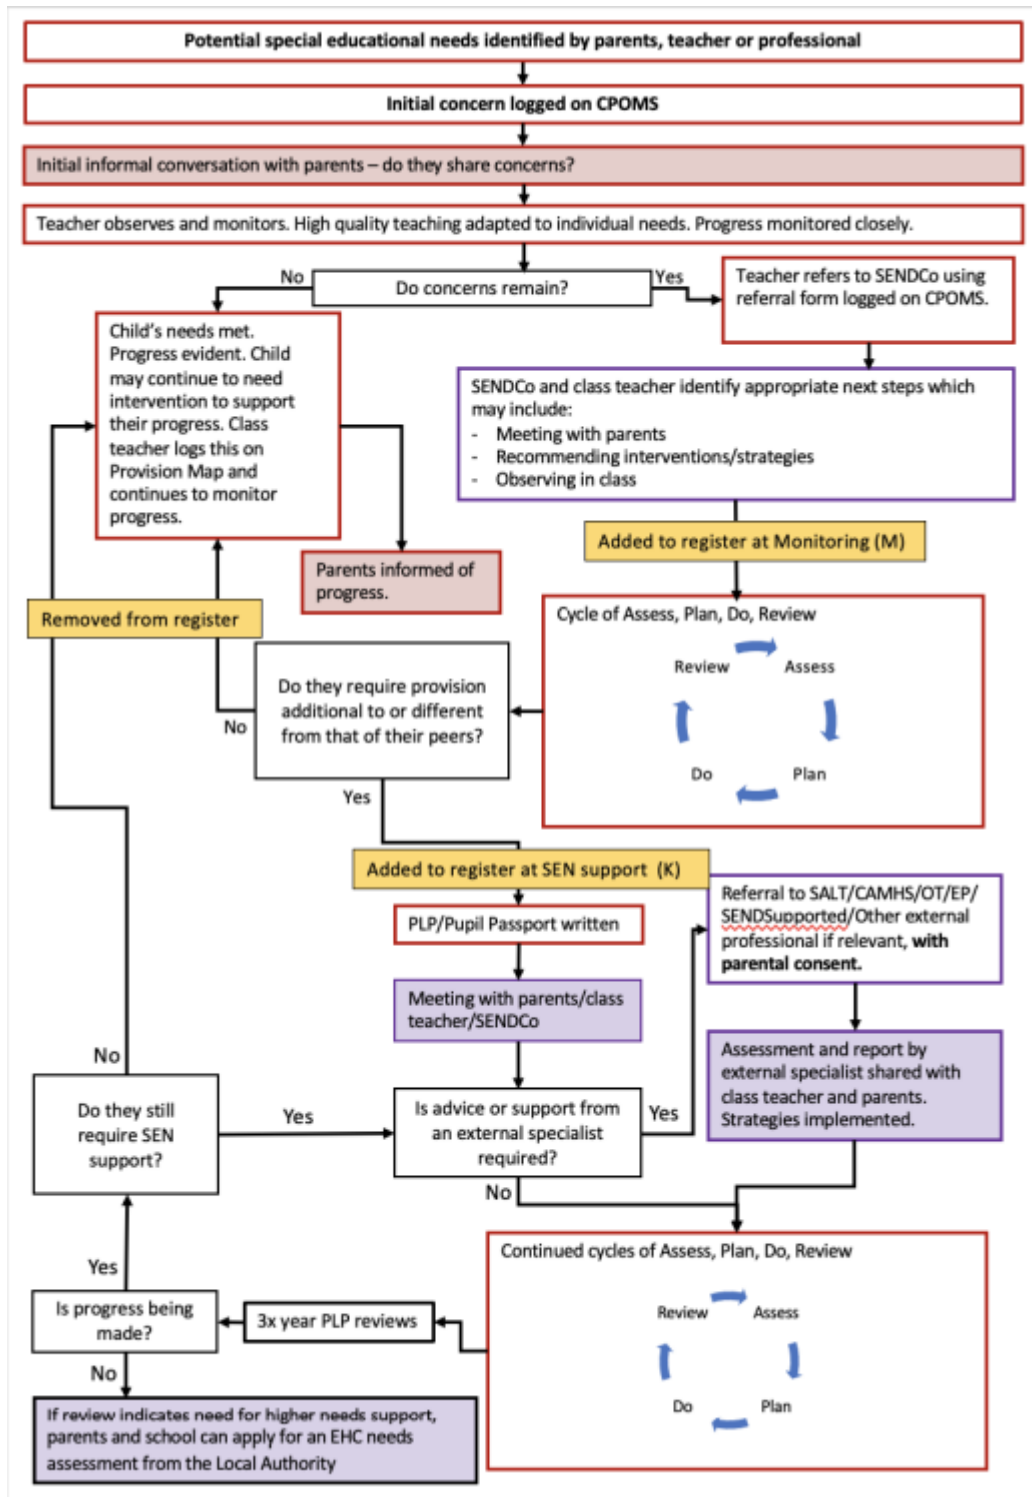 Potential special educational needs identified by parents, teacher or professional
Initial concern logged on CPOMS
Initial informal conversation with parents – do they share concerns?
Teacher observes and monitors. High quality teaching adapted to individual needs. Progress monitored closely.
No
Do concerns remain?
Yes
Teacher refers to SENDCo using
referral form logged on CPOMS.
Child's needs met.
Progress evident. Child
may continue to need
intervention to support
their progress. Class
teacher logs this on
Provision Map and
continues to monitor
progress.
SENDCo and class teacher identify appropriate next steps which
may include:
- Meeting with parents
- Recommending interventions/strategies
- Observing in class
Added to register at Monitoring (M)
Parents informed of
progress.
Removed from register
Cycle of Assess, Plan, Do, Review
Review
Assess
Do
Plan
Do they require provision
additional to or different
from that of their peers?
No
Yes
Added to register at SEN support (K)
PLP/Pupil Passport written
Meeting with parents/class
teacher/SENDCo
Referral to SALT/CAMHS/OT/EP/
SENDSupported/Other external
professional if relevant, with
parental consent.
Assessment and report by
external specialist shared with
class teacher and parents.
Strategies implemented.
No
Do they still
require SEN
support?
Yes
Is advice or support from
an external specialist
required?
Yes
No
Continued cycles of Assess, Plan, Do, Review
Review
Assess
Do
Plan
Yes
Is progress being
made?
3x year PLP reviews
No
If review indicates need for higher needs support,
parents and school can apply for an EHC needs
assessment from the Local Authority